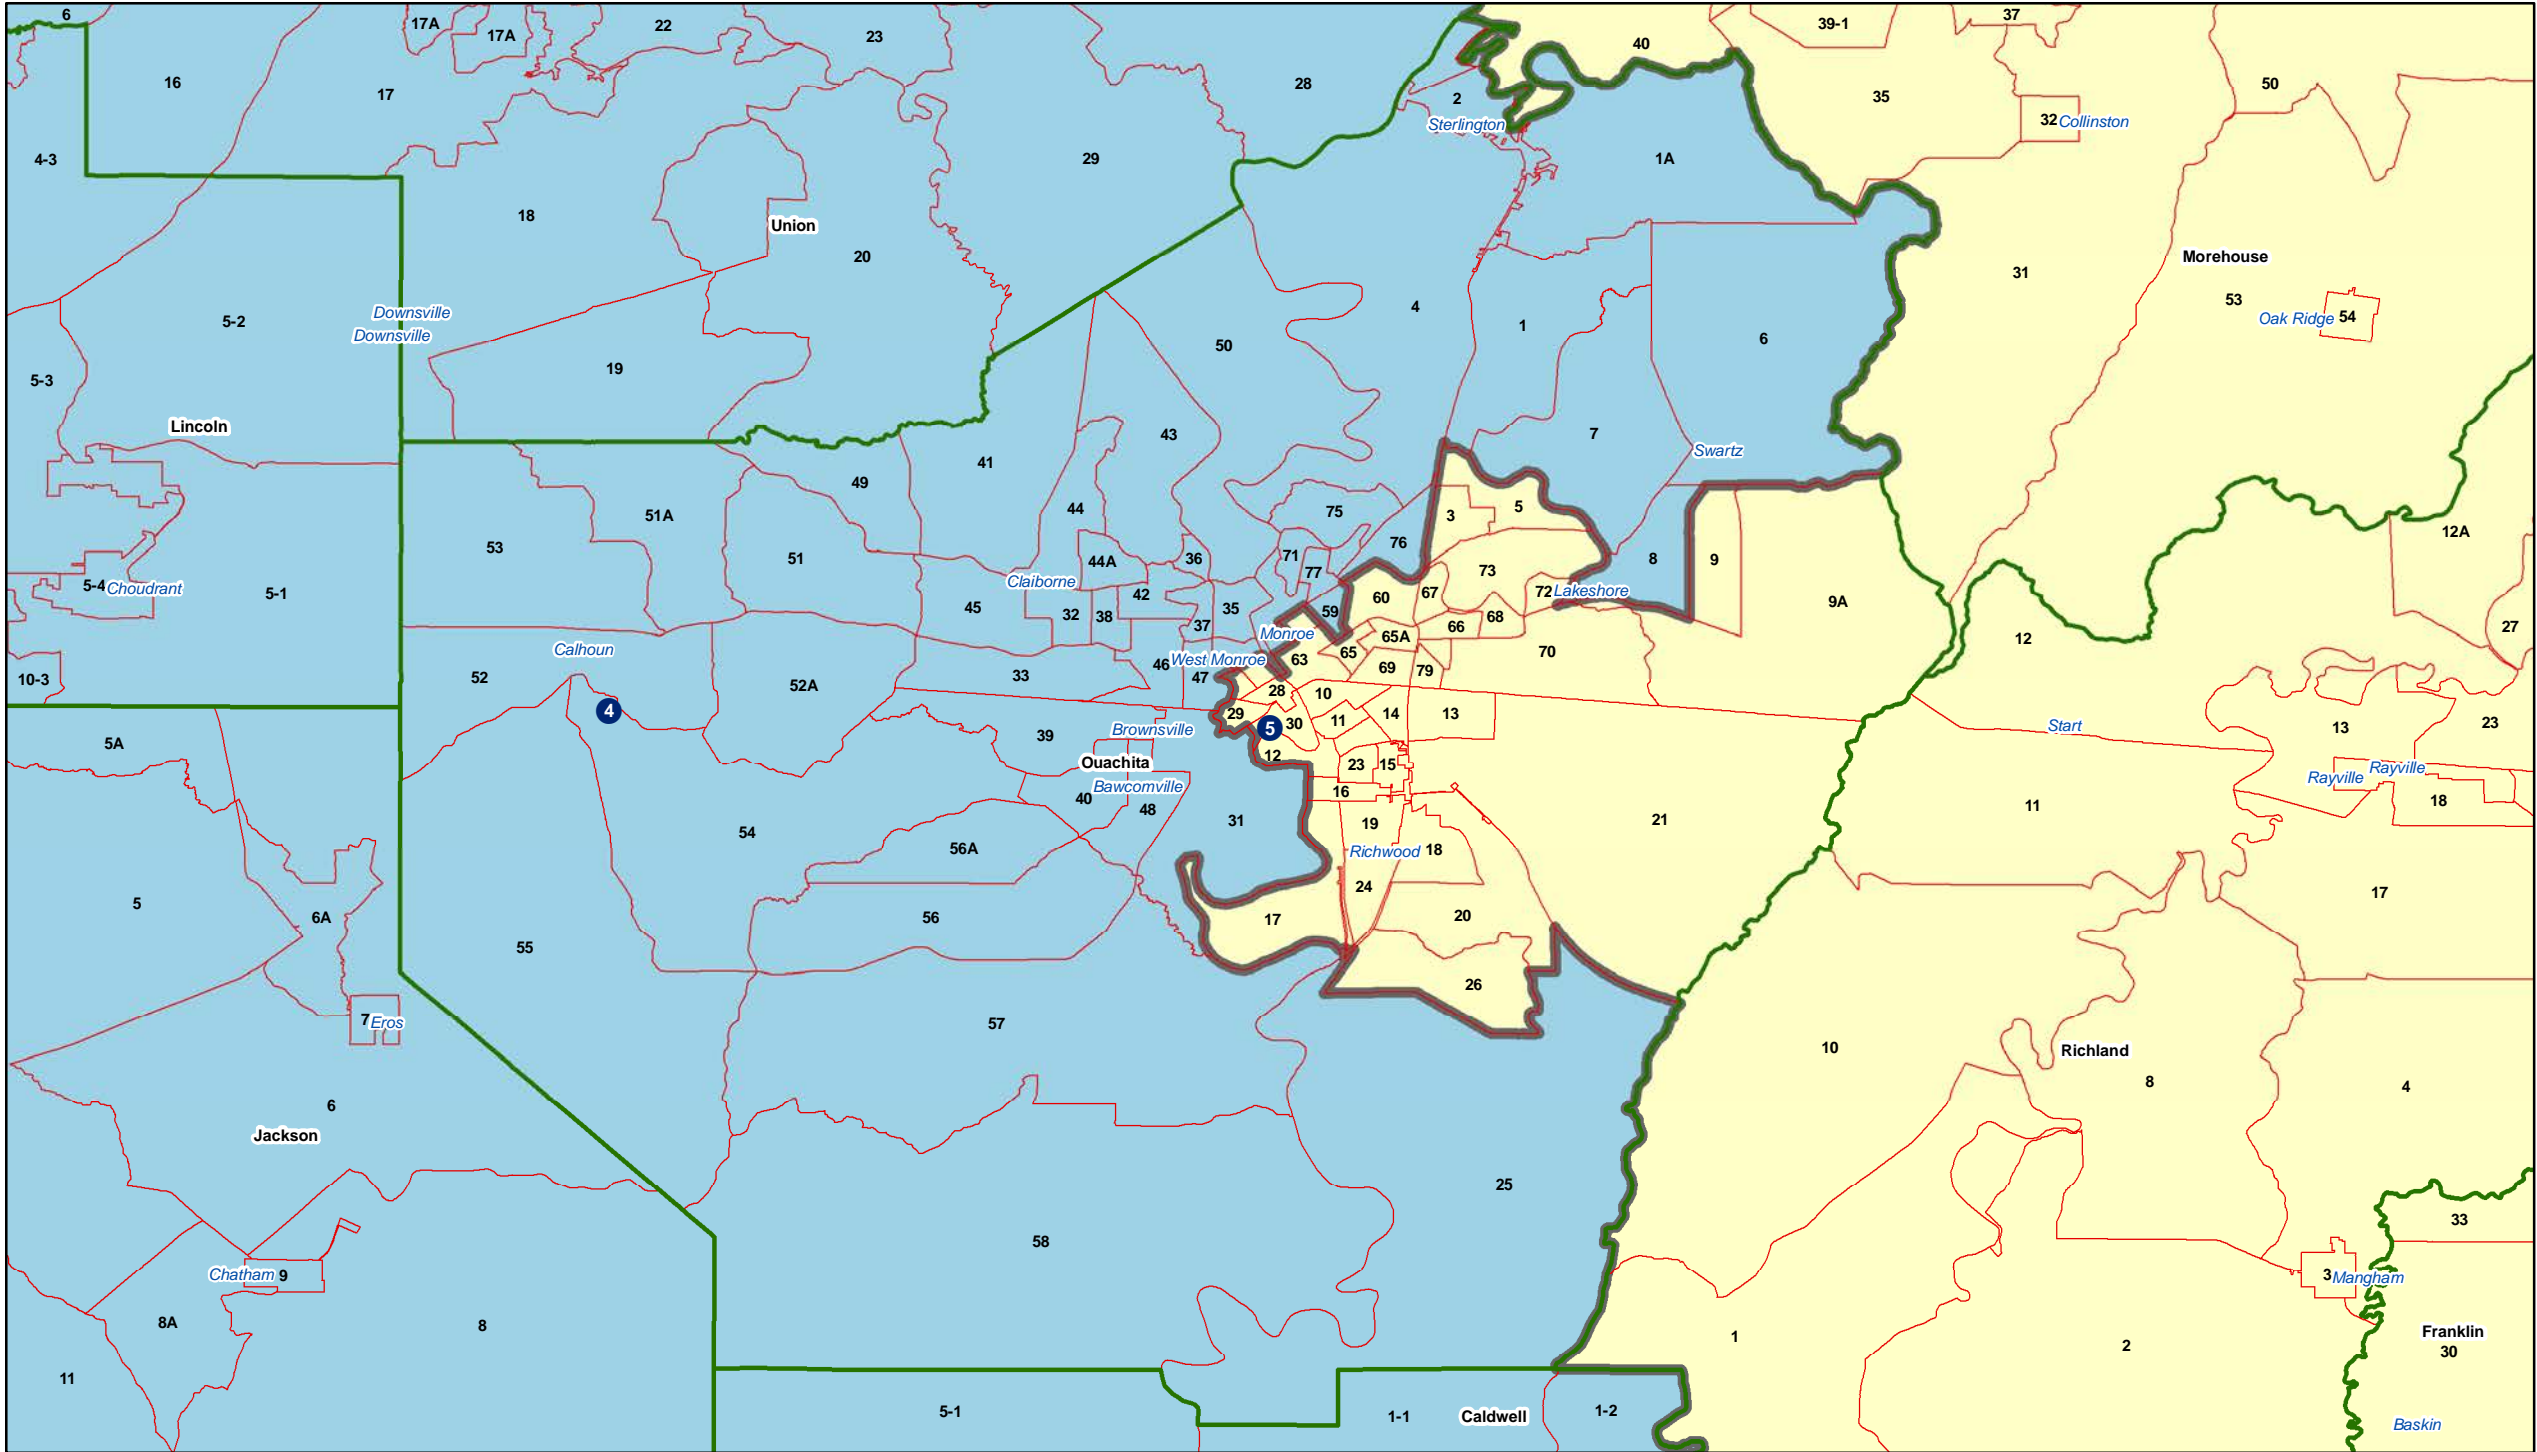 6
17A
17A
22
23
16
17
28
4-3
29
18
Union
20
5-2
Downsville
Downsville
19
5-3
Lincoln
5-4
Choudrant
5-1
10-3
40
39-1
37
2
Sterlington
35
50
32
Collinston
1A
31
Morehouse
53
Oak Ridge
54
4
1
6
50
7
Swartz
43
41
49
44
51A
53
51
75
3
5
76
8
9
12A
44A
36
71
77
73
72
Lakeshore
67
60
59
Claiborne
45
32
38
42
35
37
66
68
65A
65
9A
12
27
Calhoun
Monroe
63
46
West Monroe
47
69
79
70
52
52A
33
28
10
4
29
5
30
11
14
13
39
Brownsville
12
Ouachita
Bawcomville
40
48
23
15
16
31
19
21
Start
13
23
Rayville
Rayville
18
11
5A
54
56A
Richwood
18
24
5
6A
56
17
20
17
55
26
7
Eros
57
10
Richland
8
4
6
Jackson
25
33
58
Chatham
9
3
Mangham
8A
8
1
2
Franklin
30
11
5-1
1-1
Caldwell
1-2
Baskin